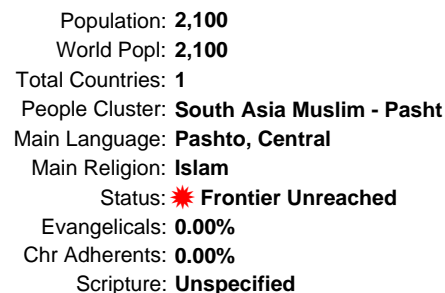 Population: 2,100
World Popl: 2,100
Total Countries: 1
People Cluster: South Asia Muslim - Pasht
Main Language: Pashto, Central
Main Religion: Islam
Status: Frontier Unreached
Evangelicals: 0.00%
Chr Adherents: 0.00%
Scripture: Unspecified